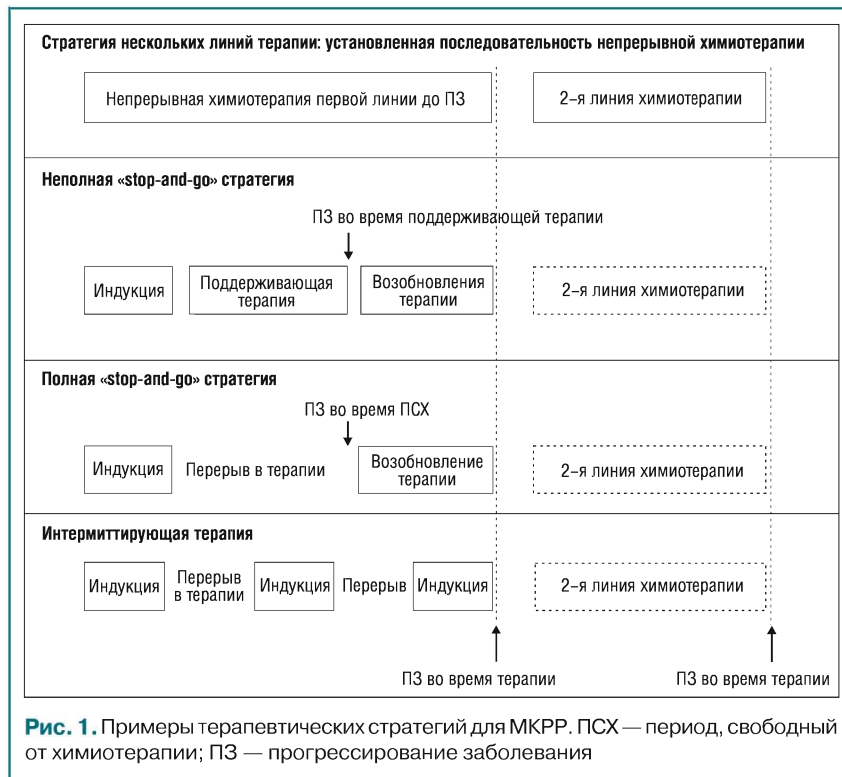 Стратегия нескольких линий терапии: установленная последовательность непрерывной химиотерапии
Непрерывная химиотерапия первой линии до ПЗ
2–я линия химиотерапии
Неполная «stop-and-go» стратегия
ПЗ во время поддерживающей терапии
Индукция
Поддерживающая
терапия
Возобновления
терапии
2–я линия химиотерапии
Полная «stop-and-go» стратегия
ПЗ во время ПСХ
Индукция
Перерыв в терапии
Возобновление
терапии
2–я линия химиотерапии
Интермиттирующая терапия
Индукция
Перерыв
в терапии
Индукция
Перерыв
Индукция
2–я линия химиотерапии
ПЗ во время терапии
ПЗ во время терапии
Рис. 1. Примеры терапевтических стратегий для МКРР. ПСХ — период, свободный
от химиотерапии; ПЗ — прогрессирование заболевания